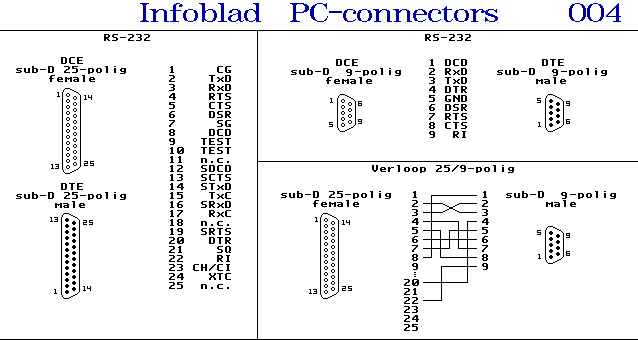 Infoblad PC-connectors 004
RS-232
DCE
sub-D 25-polig
female
1
14
13
25
DTE
sub-D 25-polig
male
13
25
1
14
1 CG
2 TxD
3 RxD
4 RTS
5 CTS
6 DSR
7 SG
8 DCD
9 TEST
10 TEST
11 n.c.
12 SDCD
13 SCTS
14 STxD
15 TxC
16 SRxD
17 RxC
18 n.c.
19 SRTS
20 DTR
21 SQ
22 RI
23 CH/CI
24 XTC
25 n.c.
RS-232
DCE
sub-D 9-polig
female
1
6
5
9
1 DCD
2 RxD
3 TxD
4 DTR
5 GND
6 DSR
7 RTS
8 CTS
9 RI
DTE
sub-D 9-polig
male
5
9
1
6
Verloop 25/9-polig
sub-D 25-polig
female
1
14
13
25
1 1
2 2
3 3
4 4
5 5
6 6
7 7
8 8
9 9
20
21
22
23
24
25
sub-D 9-polig
male
5
9
1
6